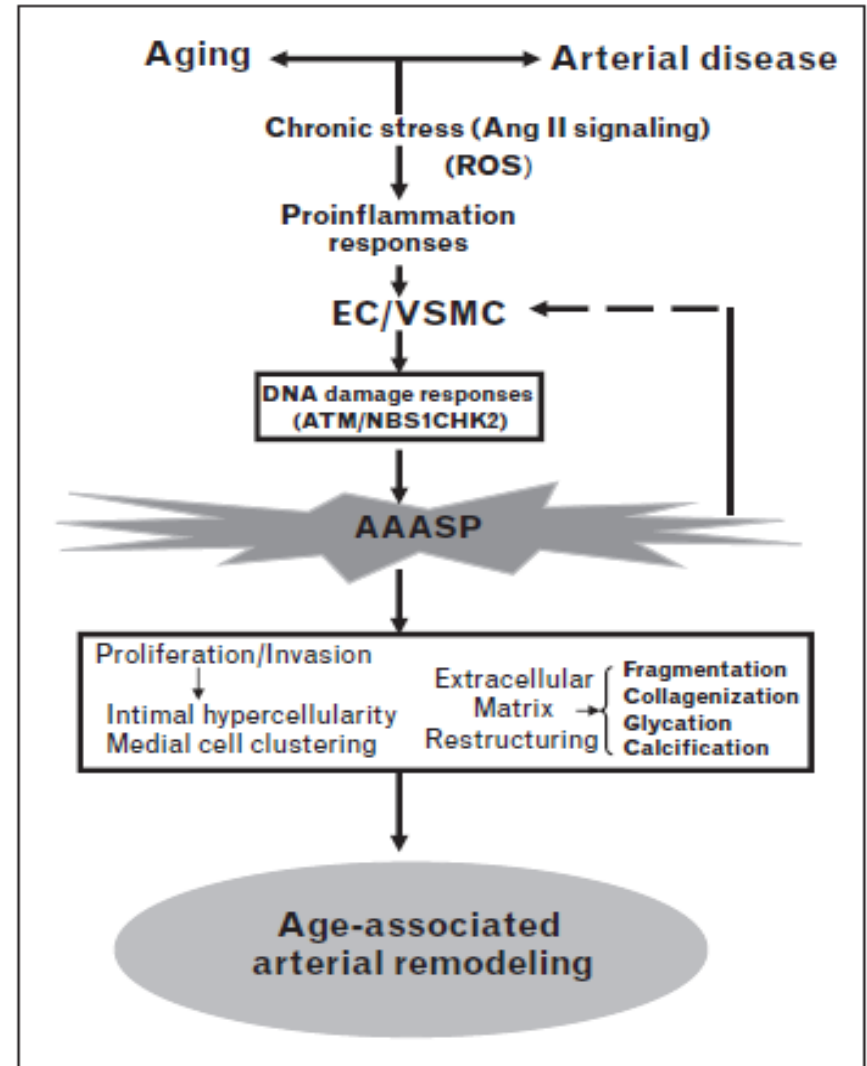 Aging
Arterial disease
Chronic stress (Ang II signaling)
(ROS)
Proinflammation
responses
EC/VSMC
DNA damage responses
(ATM/NBS1CHK2)
AAASP
Proliferation/Invasion
Intimal hypercellularity
Medial cell clustering
Extracellular
Matrix
Restructuring
Fragmentation
Collagenization
Glycation
Calcification
Age-associated
arterial remodeling